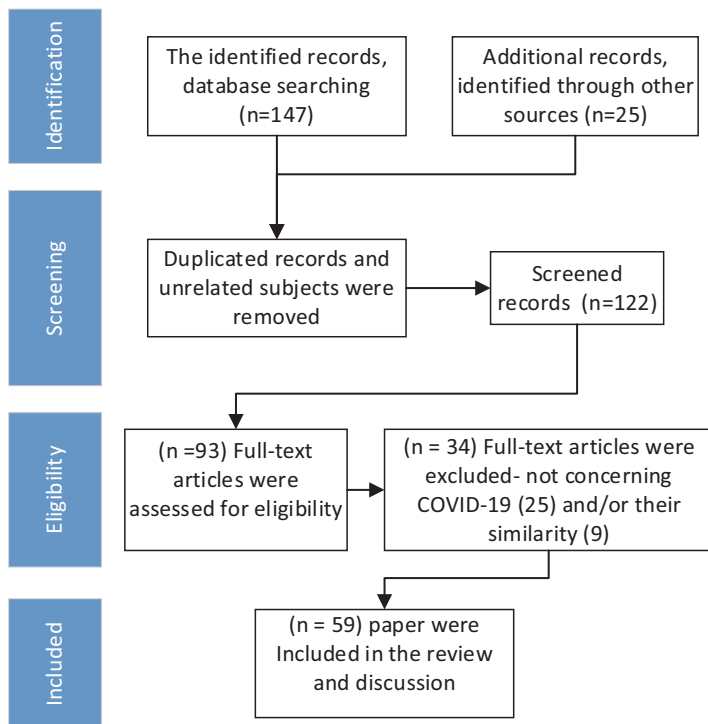 Identification
The identified records,
database searching
(n=147)
Additional records,
identified through other
sources (n=25)
Screening
Duplicated records and
unrelated subjects were
removed
Screened
records (n=122)
Eligibility
(n =93) Full-text
articles were
assessed for eligibility
(n = 34) Full-text articles were
excluded- not concerning
COVID-19 (25) and/or their
similarity (9)
Included
(n = 59) paper were
Included in the review
and discussion